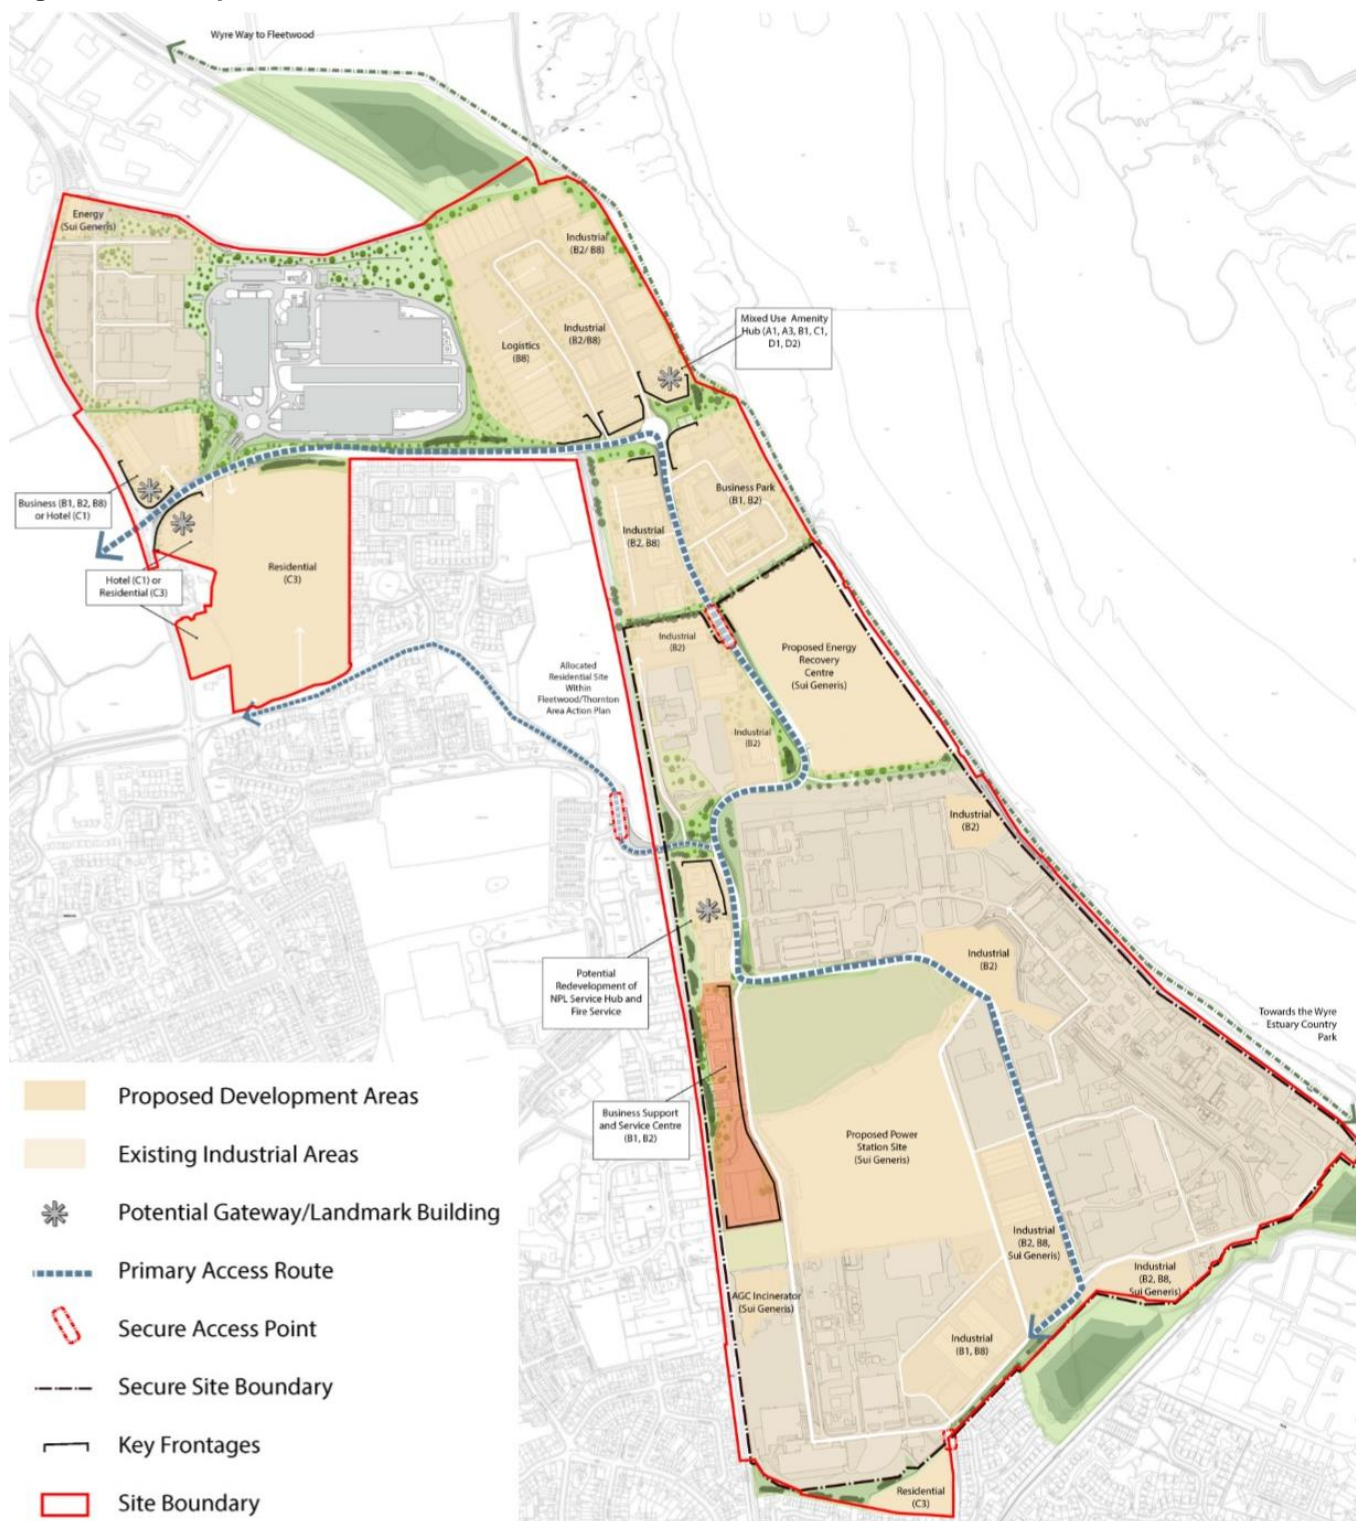 Wyre Way to Fleetwood
Energy
(Sui Generis)
Industrial
(B2/ B8)
Mixed Use Amenity
Hub (A1, A3, B1, C1,
D1, D2)
Industrial
(B2/B8)
Logistics
(B8)
Business Park
(B1, B2)
Business (B1, B2, B8)
or Hotel (C1)
Industrial
(B2, B8)
Hotel (C1) or
Residential (C3)
Residential
(C3)
Industrial
(B2)
Proposed Energy
Recovery
Centre
(Sui Generis)
Allocated
Residential Site
Within
Fleetwood/Thornton
Area Action Plan
Industrial
(B2)
Industrial
(B2)
Industrial
(B2)
Potential
Redevelopment of
NPL Service Hub and
Fire Service
Towards the Wyre
Estuary Country
Park
Business Support
and Service Centre
(B1, B2)
Proposed Power
Station Site
(Sui Generis)
Industrial
(B2, B8,
Sui Generis)
Industrial
(B2, B8,
Sui Generis)
AGC Incinerator
(Sui Generis)
Industrial
(B1, B8)
Residential
(C3)
Proposed Development Areas
Existing Industrial Areas
Potential Gateway/Landmark Building
Primary Access Route
Secure Access Point
Secure Site Boundary
Key Frontages
Site Boundary